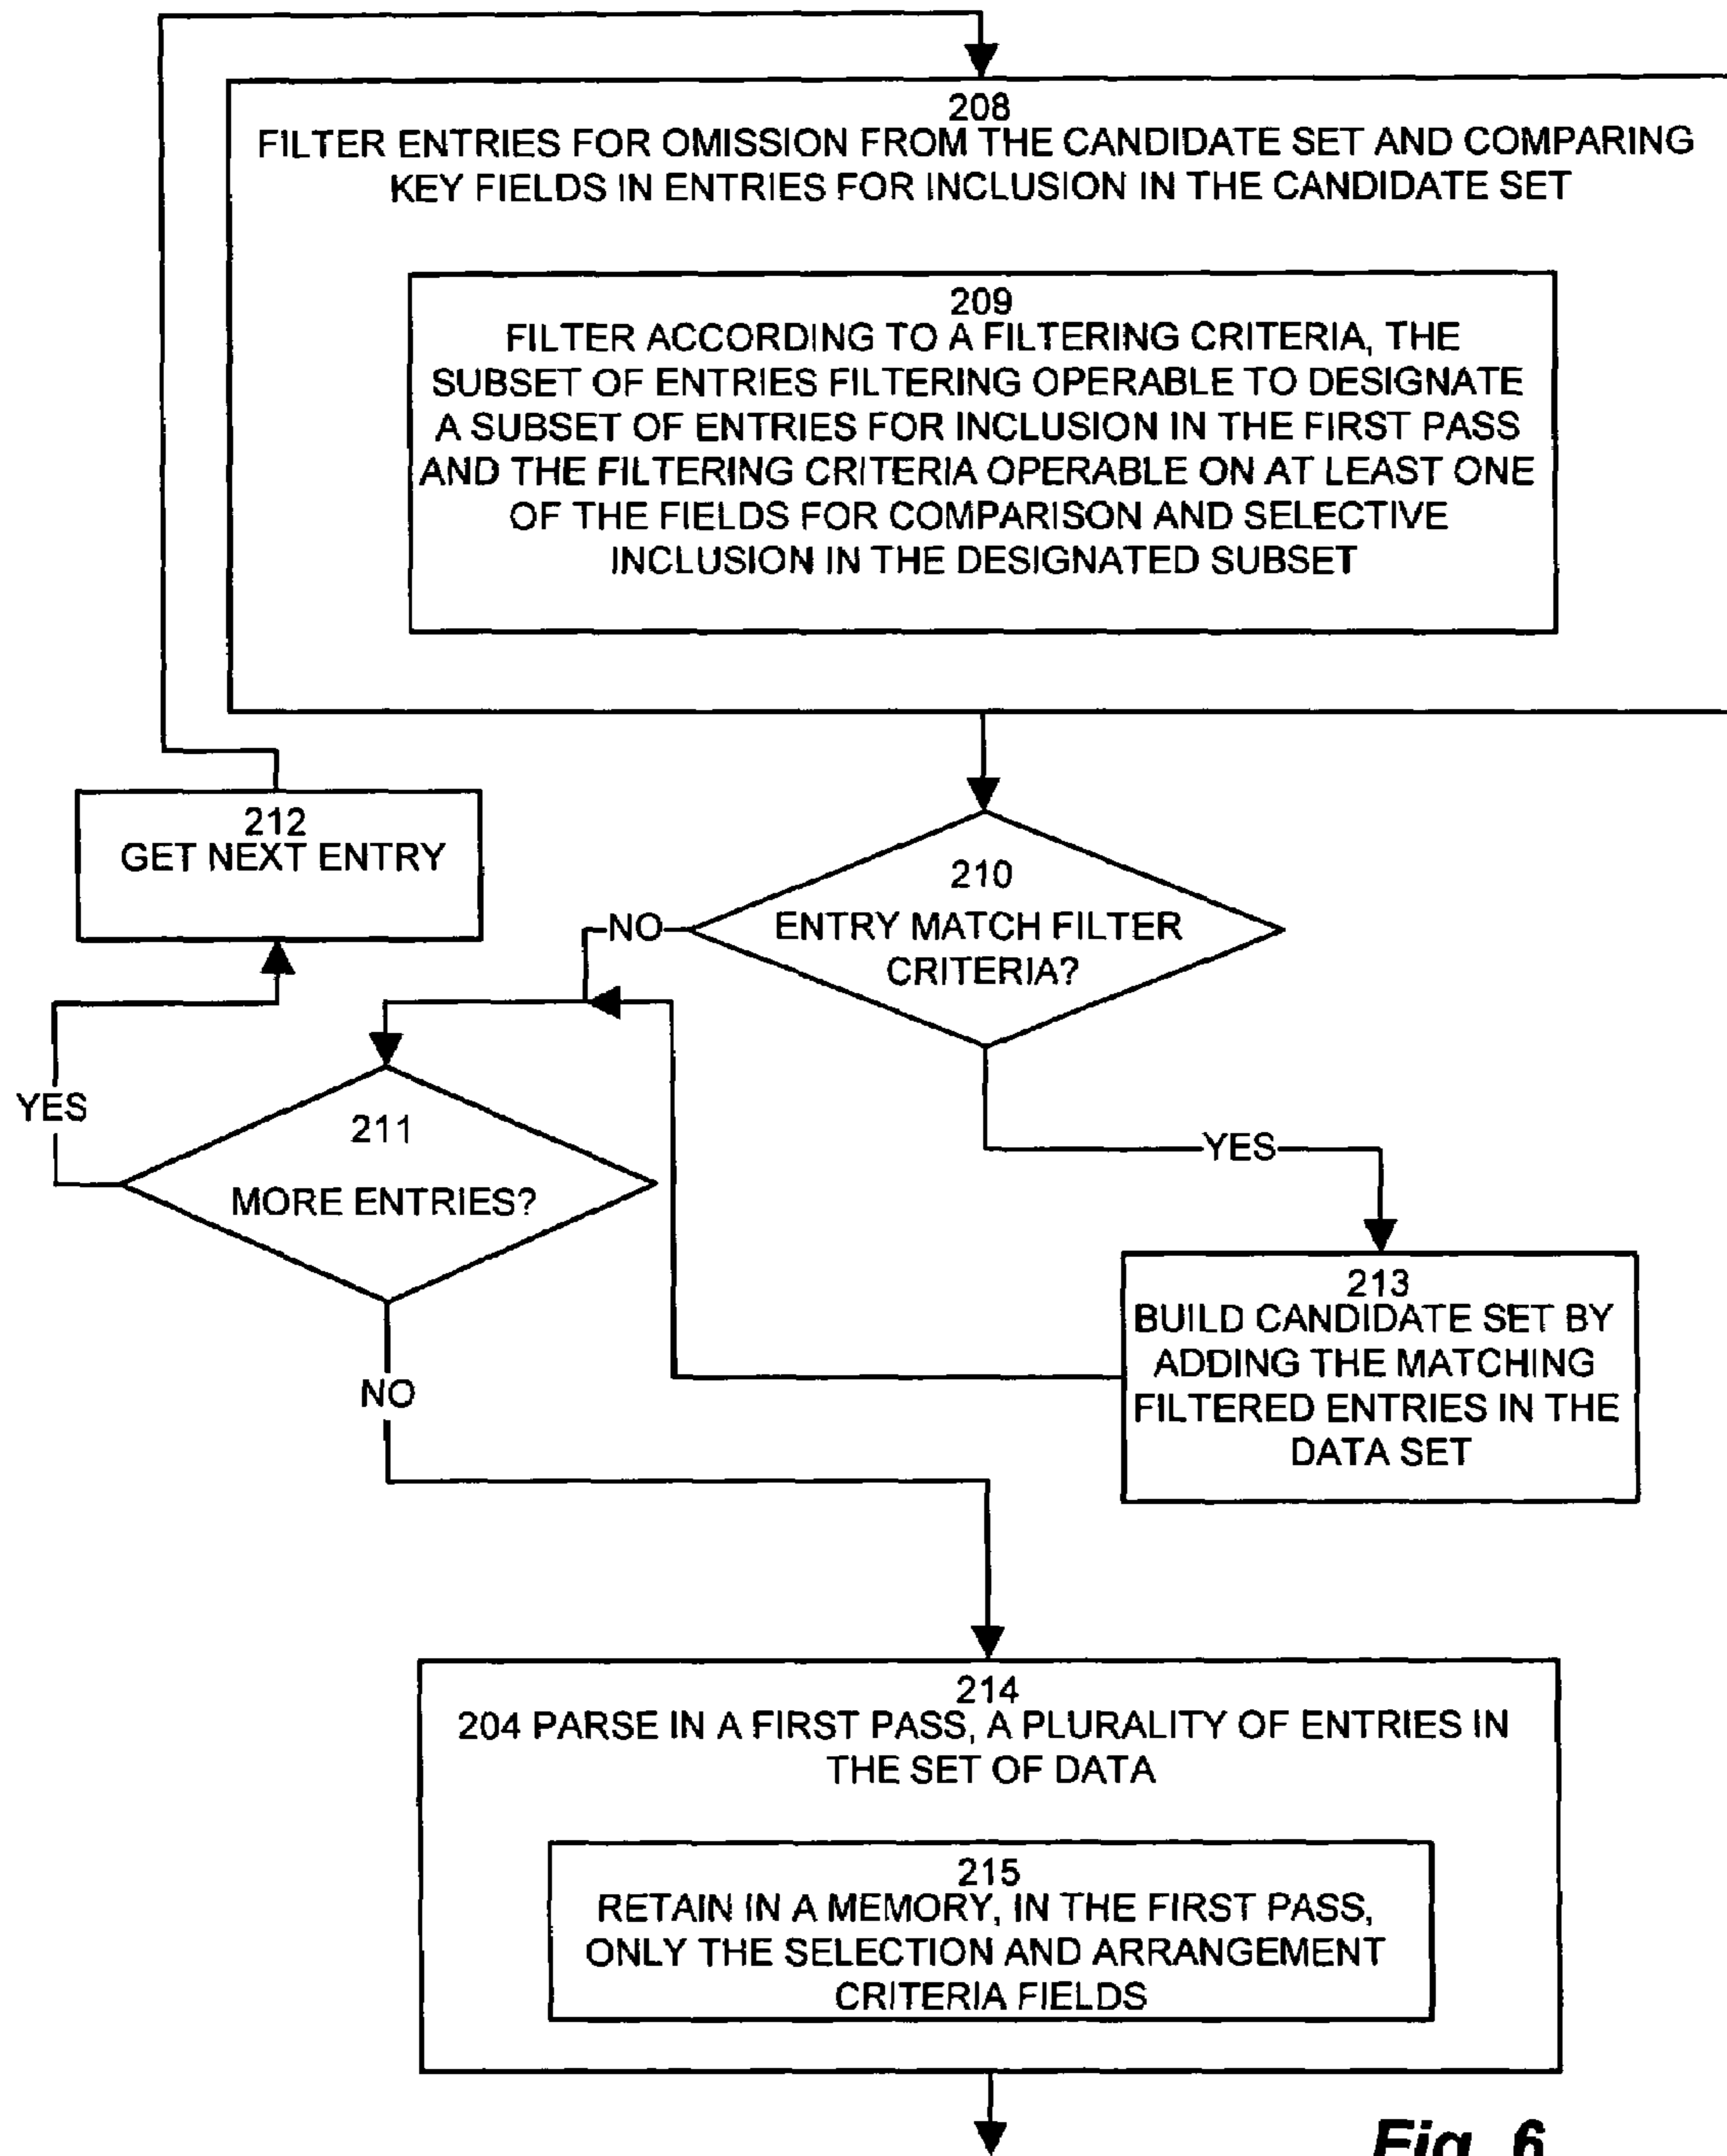 208
FILTER ENTRIES FOR OMISSION FROM THE CANDIDATE SET AND COMPARING
KEY FIELDS IN ENTRIES FOR INCLUSION IN THE CANDIDATE SET
209
FILTER ACCORDING TO A FILTERING CRITERIA, THE
SUBSET OF ENTRIES FILTERING OPERABLE TO DESIGNATE
A SUBSET OF ENTRIES FOR INCLUSION IN THE FIRST PASS
AND THE FILTERING CRITERIA OPERABLE ON AT LEAST ONE
OF THE FIELDS FOR COMPARISON AND SELECTIVE
INCLUSION IN THE DESIGNATED SUBSET
212
GET NEXT ENTRY
210
ENTRY MATCH FILTER
CRITERIA?
NO
YES
211
MORE ENTRIES?
YES
213
BUILD CANDIDATE SET BY
ADDING THE MATCHING
FILTERED ENTRIES IN THE
DATA SET
NO
214
204 PARSE IN A FIRST PASS, A PLURALITY OF ENTRIES IN
THE SET OF DATA
215
RETAIN IN A MEMORY, IN THE FIRST PASS,
ONLY THE SELECTION AND ARRANGEMENT
CRITERIA FIELDS
Fig. 6